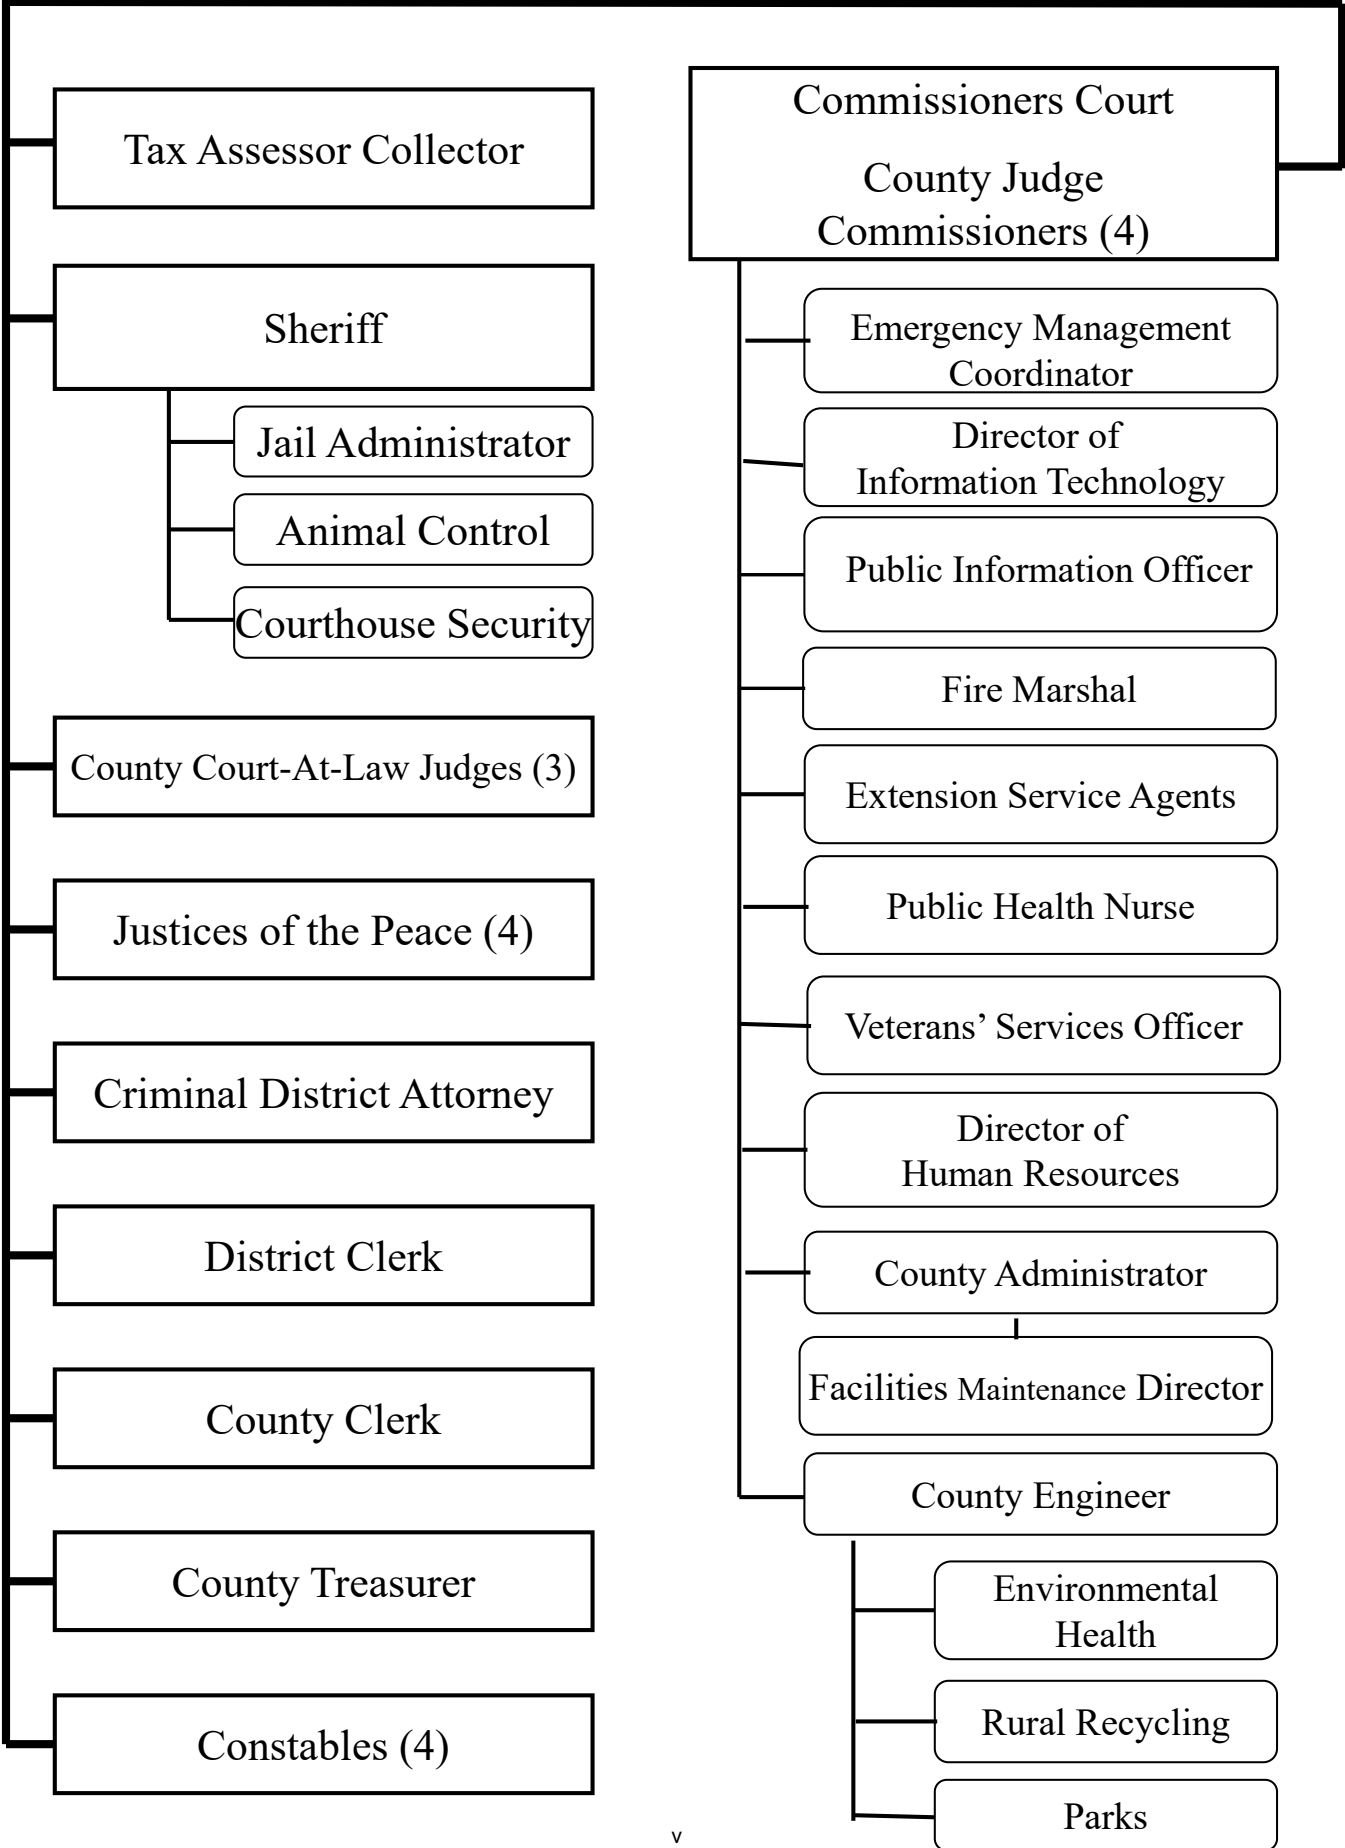 Tax Assessor Collector
Sheriff
Jail Administrator
Animal Control
Courthouse Security
County Court-At-Law Judges (3)
Justices of the Peace (4)
Criminal District Attorney
District Clerk
County Clerk
County Treasurer
Constables (4)
Commissioners Court
County Judge
Commissioners (4)
Emergency Management
Coordinator
Director of
Information Technology
Public Information Officer
Fire Marshal
Extension Service Agents
Public Health Nurse
Veterans’ Services Officer
Director of
Human Resources
County Administrator
Facilities Maintenance Director
County Engineer
Environmental
Health
Rural Recycling
Parks
v